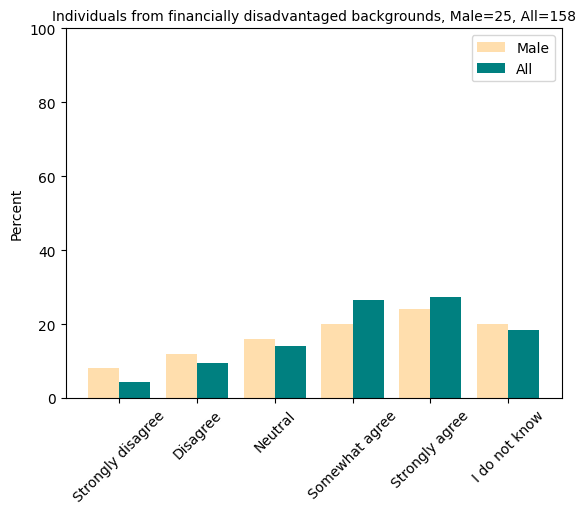 Individuals from financially disadvantaged backgrounds, Male=25, All=158
100
80
60
40
20
0
Percent
Male
All
Strongly disagree
Disagree
Neutral
Somewhat agree
Strongly agree
I do not know